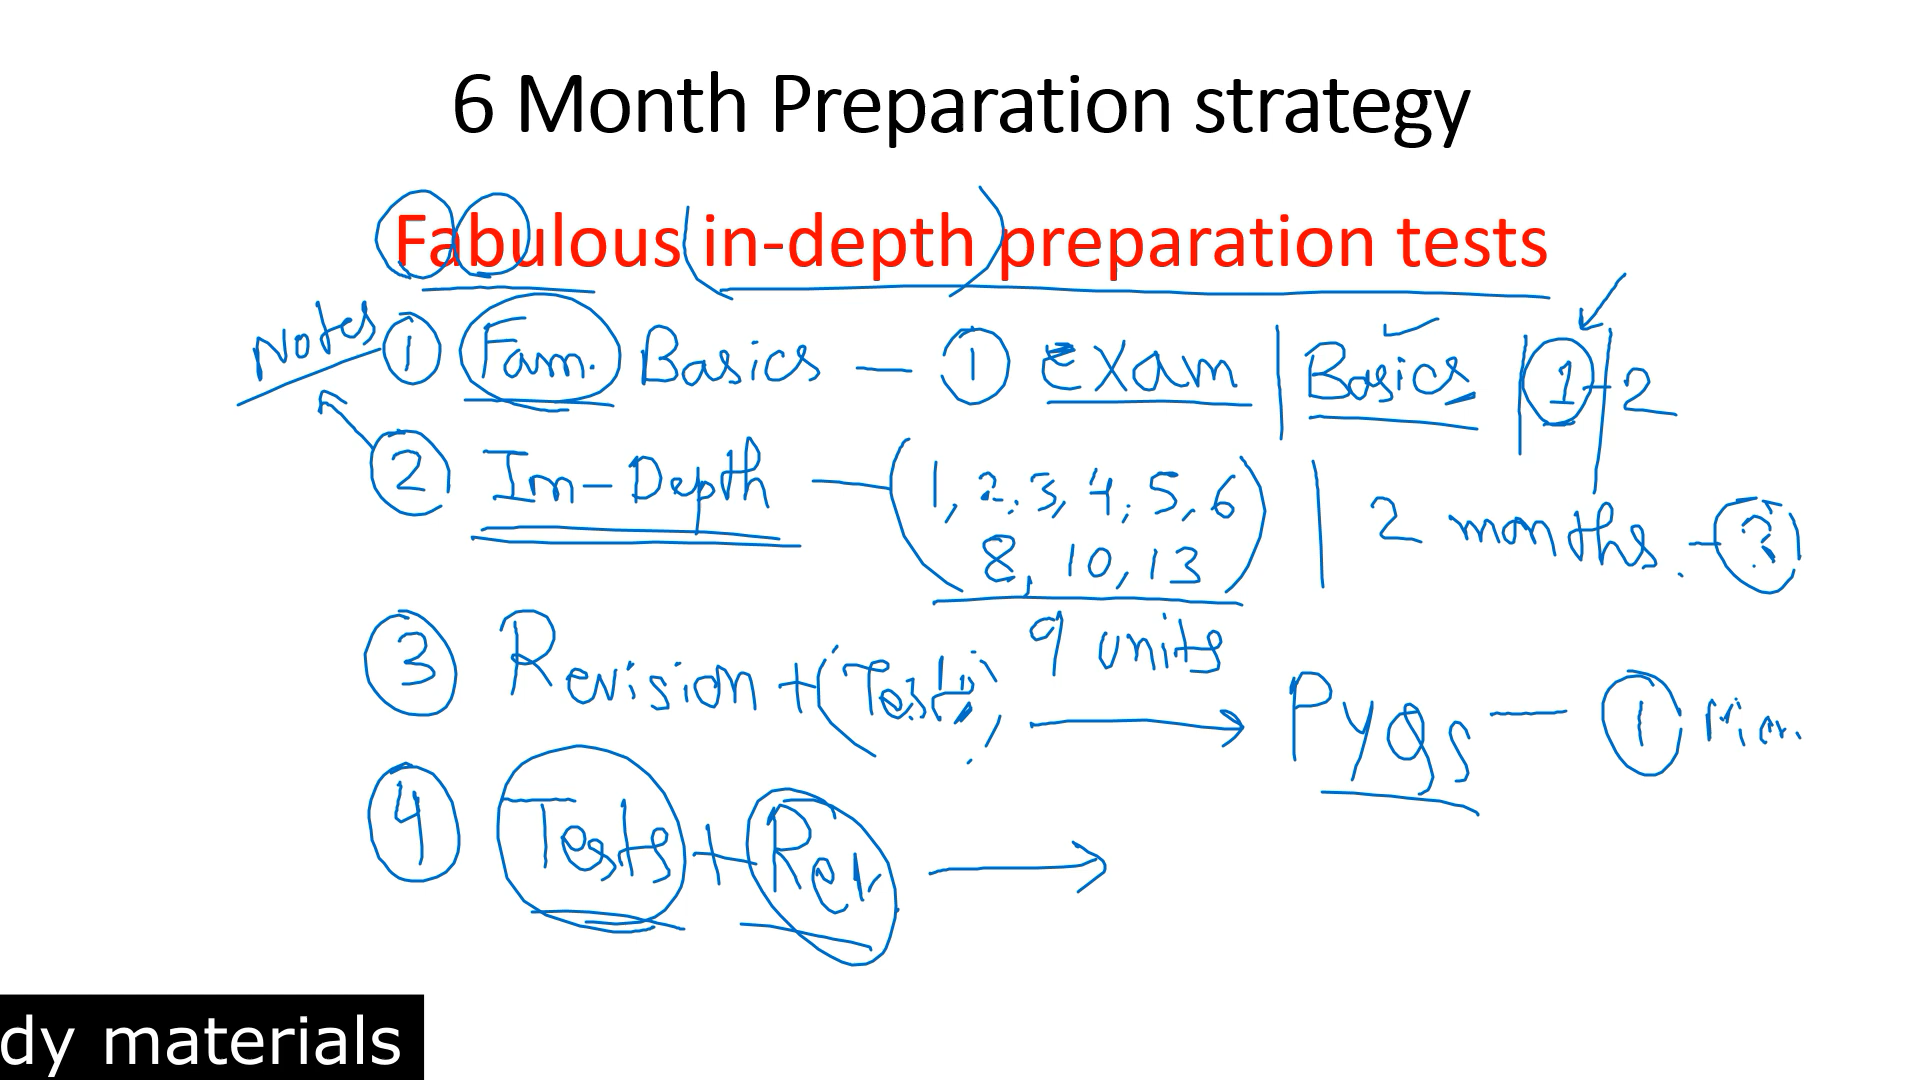 6 Month Preparation strategy
Fabulous in-depth preparation tests
Notes ① Fam. Basics - ① Exam | Basics | ① - 2
② In-Depth - (1, 2, 3, 4, 5, 6 | 2 months. - ?
8, 10, 13)
9 units
③ Revision + (Tests) → PYQs - ①
④ Tests + Rev →
dy materials